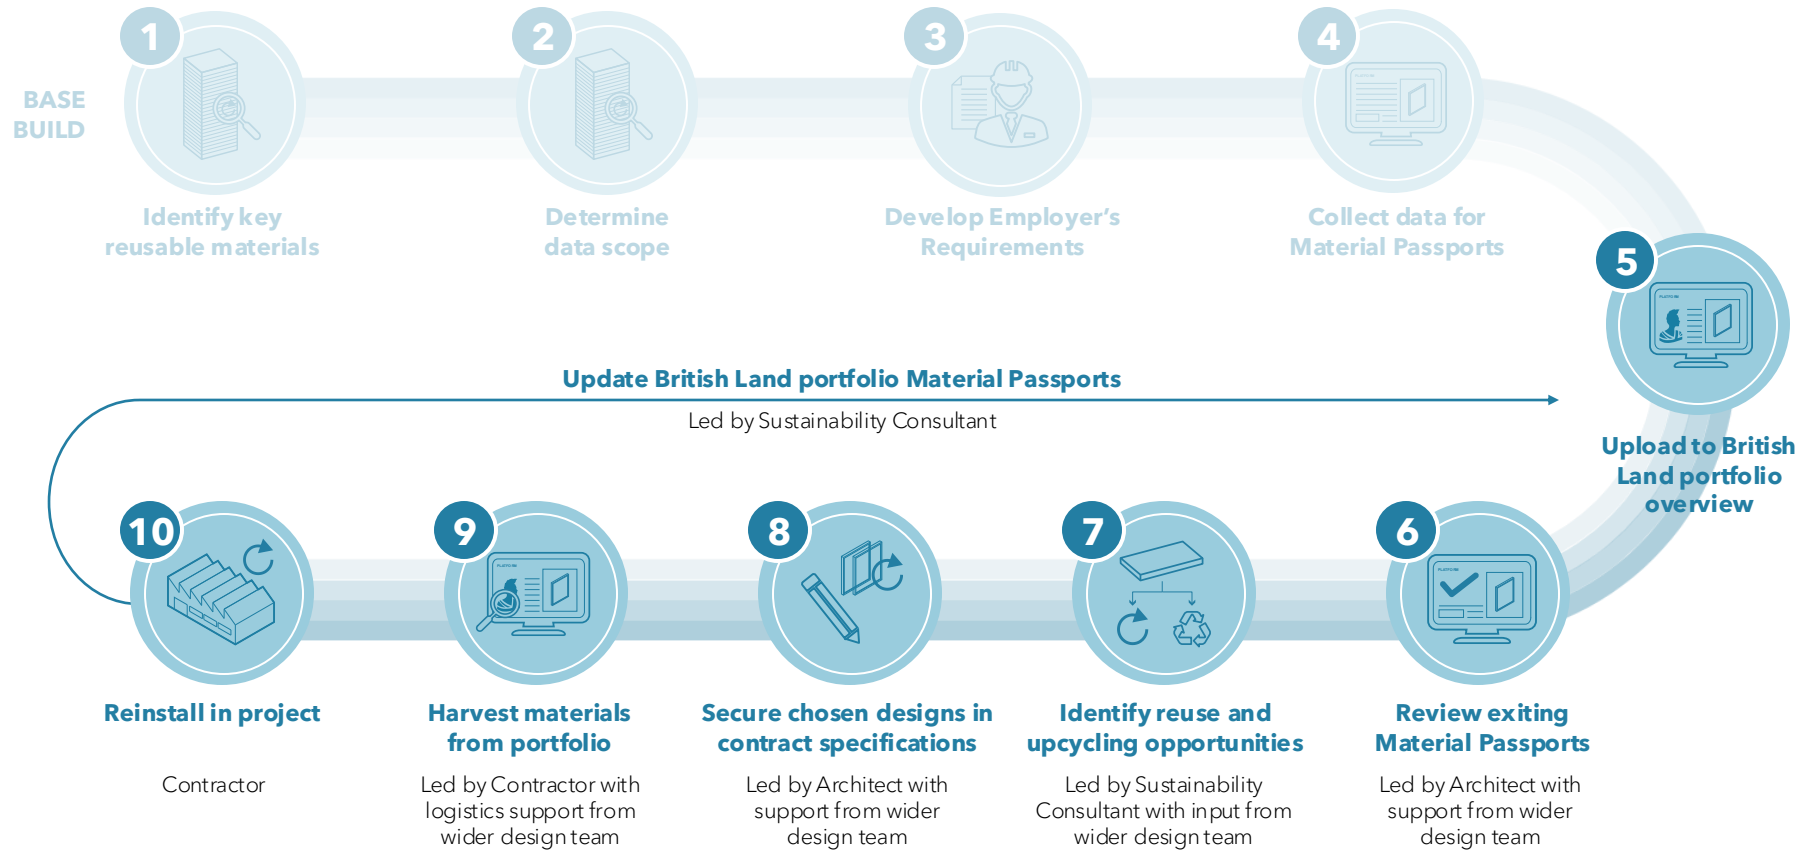 BASE
BUILD
1
Identify key
reusable materials
2
Determine
data scope
3
Develop Employer's
Requirements
4
PLATFORM
Collect data for
Material Passports
5
PLATFORM
Upload to British
Land portfolio
overview
Update British Land portfolio Material Passports
Led by Sustainability Consultant
10
Reinstall in project
Contractor
9
PLATFORM
Harvest materials
from portfolio
Led by Contractor with
logistics support from
wider design team
8
Secure chosen designs in
contract specifications
Led by Architect with
support from wider
design team
7
Identify reuse and
upcycling opportunities
Led by Sustainability
Consultant with input from
wider design team
6
PLATFORM
Review exiting
Material Passports
Led by Architect with
support from wider
design team